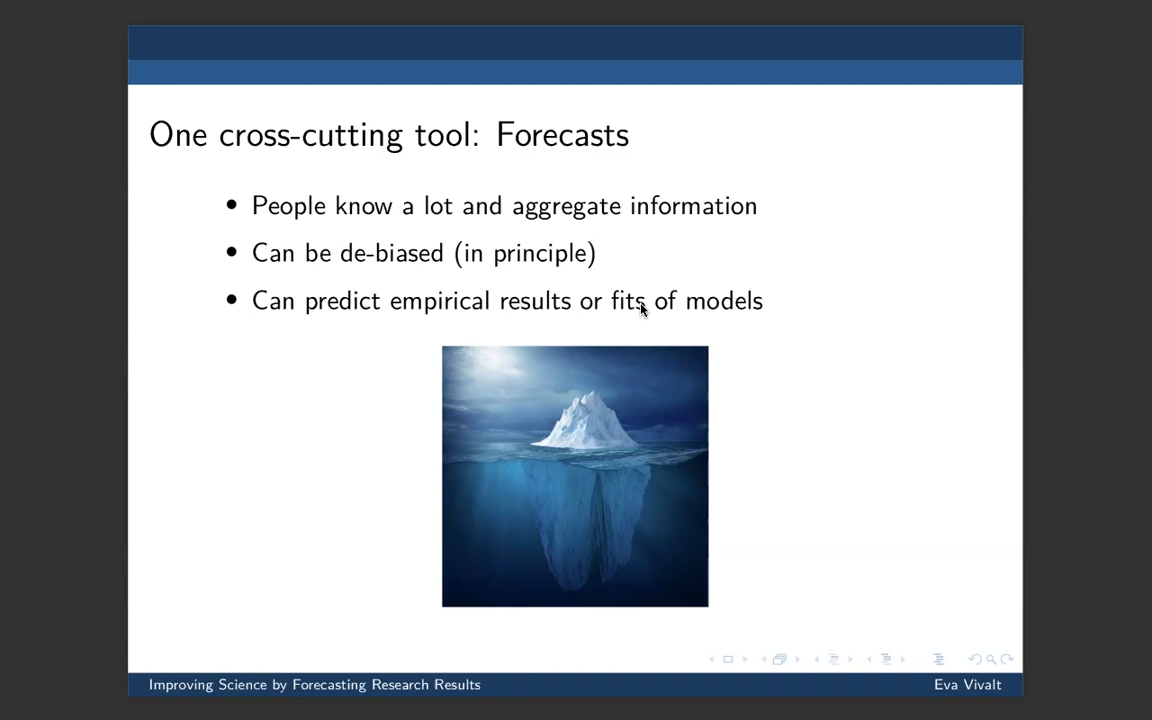 One cross-cutting tool: Forecasts
People know a lot and aggregate information
Can be de-biased (in principle)
Can predict empirical results or fits of models
Improving Science by Forecasting Research Results
Eva Vivalt